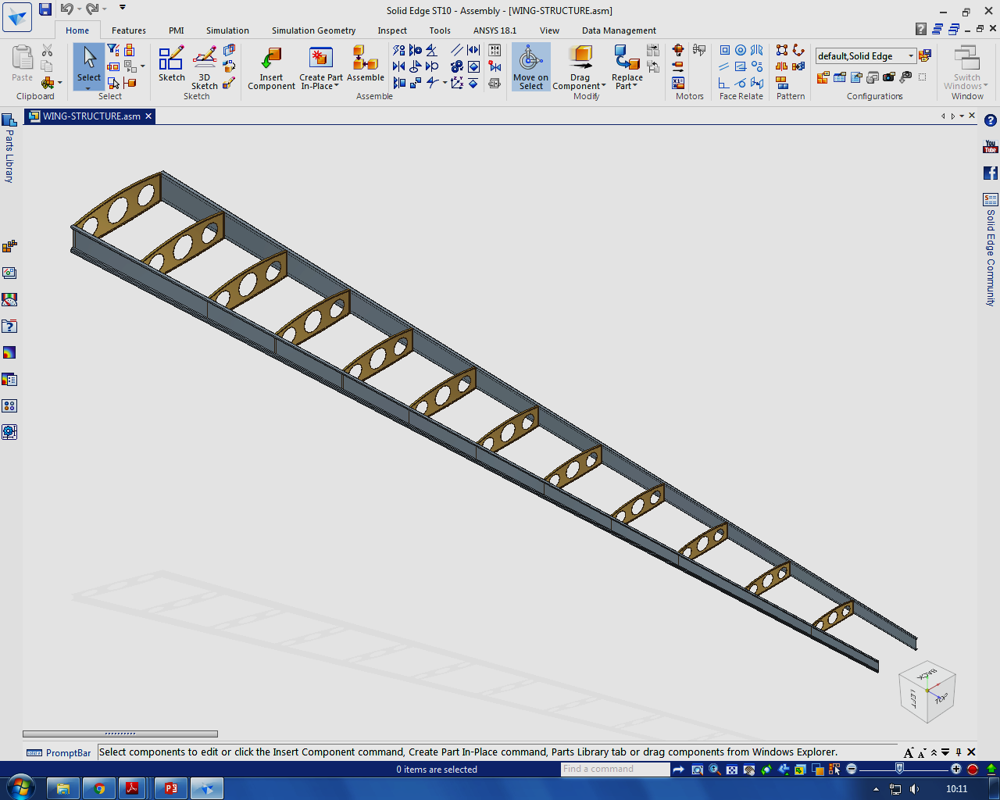 Solid Edge ST10 - Assembly - [WING-STRUCTURE.asm]
Home Features PMI Simulation Simulation Geometry Inspect Tools ANSYS 18.1 View Data Management
Paste
Clipboard
Select
Select
Sketch
3D Sketch
Sketch
Insert Component
Create Part In-Place
Assemble
Assemble
Move on Select
Drag Component
Replace Part
Modify
Motors
Face Relate
Pattern
default,Solid Edge
Configurations
Switch Windows
Window
WING-STRUCTURE.asm
Parts Library
You Tube
Solid Edge Community
BACK
LEFT
TOP
PromptBar
Select components to edit or click the Insert Component command, Create Part In-Place command, Parts Library tab or drag components from Windows Explorer.
0 items are selected
Find a command
10:11